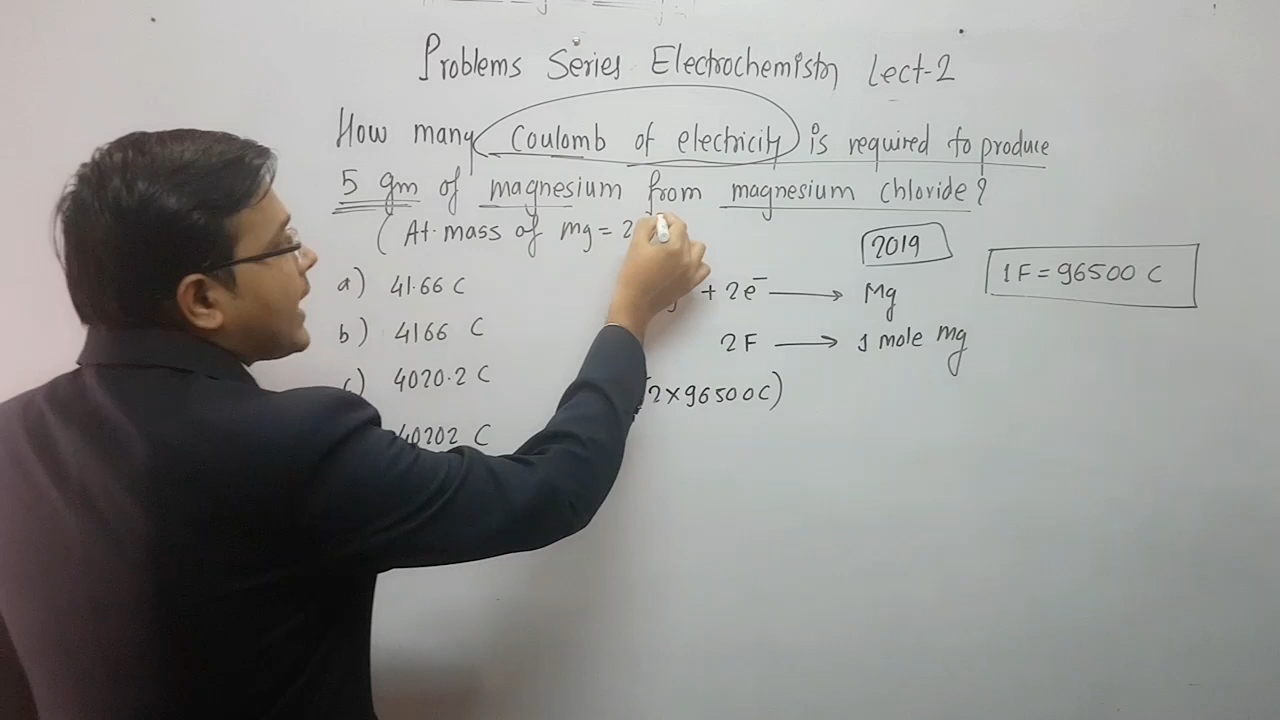 Problems Series Electrochemistry Lect-2
How many Coulomb of electricity is required to produce
5 gm of magnesium from magnesium chloride?
( At. mass of mg = 2
2019
1F = 96500 C
a) 41.66 C
+ 2e⁻ → Mg
b) 4166 C
2F → 1 mole mg
c) 4020.2 C
2×96500C)
40202 C